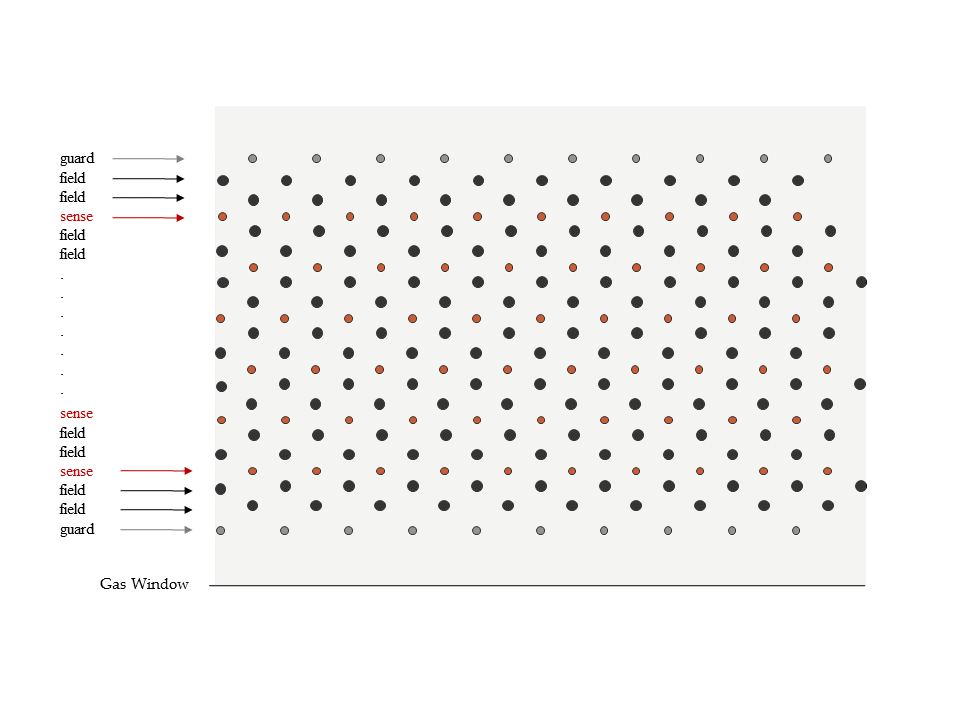 guard
field
field
sense
field
field
.
.
.
.
.
.
.
sense
field
field
sense
field
field
guard
Gas Window